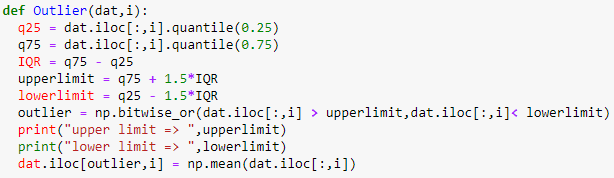 def Outlier(dat,i):
    q25 = dat.iloc[:,i].quantile(0.25)
    q75 = dat.iloc[:,i].quantile(0.75)
    IQR = q75 - q25
    upperlimit = q75 + 1.5*IQR
    lowerlimit = q25 - 1.5*IQR
    outlier = np.bitwise_or(dat.iloc[:,i] > upperlimit,dat.iloc[:,i]< lowerlimit)
    print("upper limit => ",upperlimit)
    print("lower limit => ",lowerlimit)
    dat.iloc[outlier,i] = np.mean(dat.iloc[:,i])